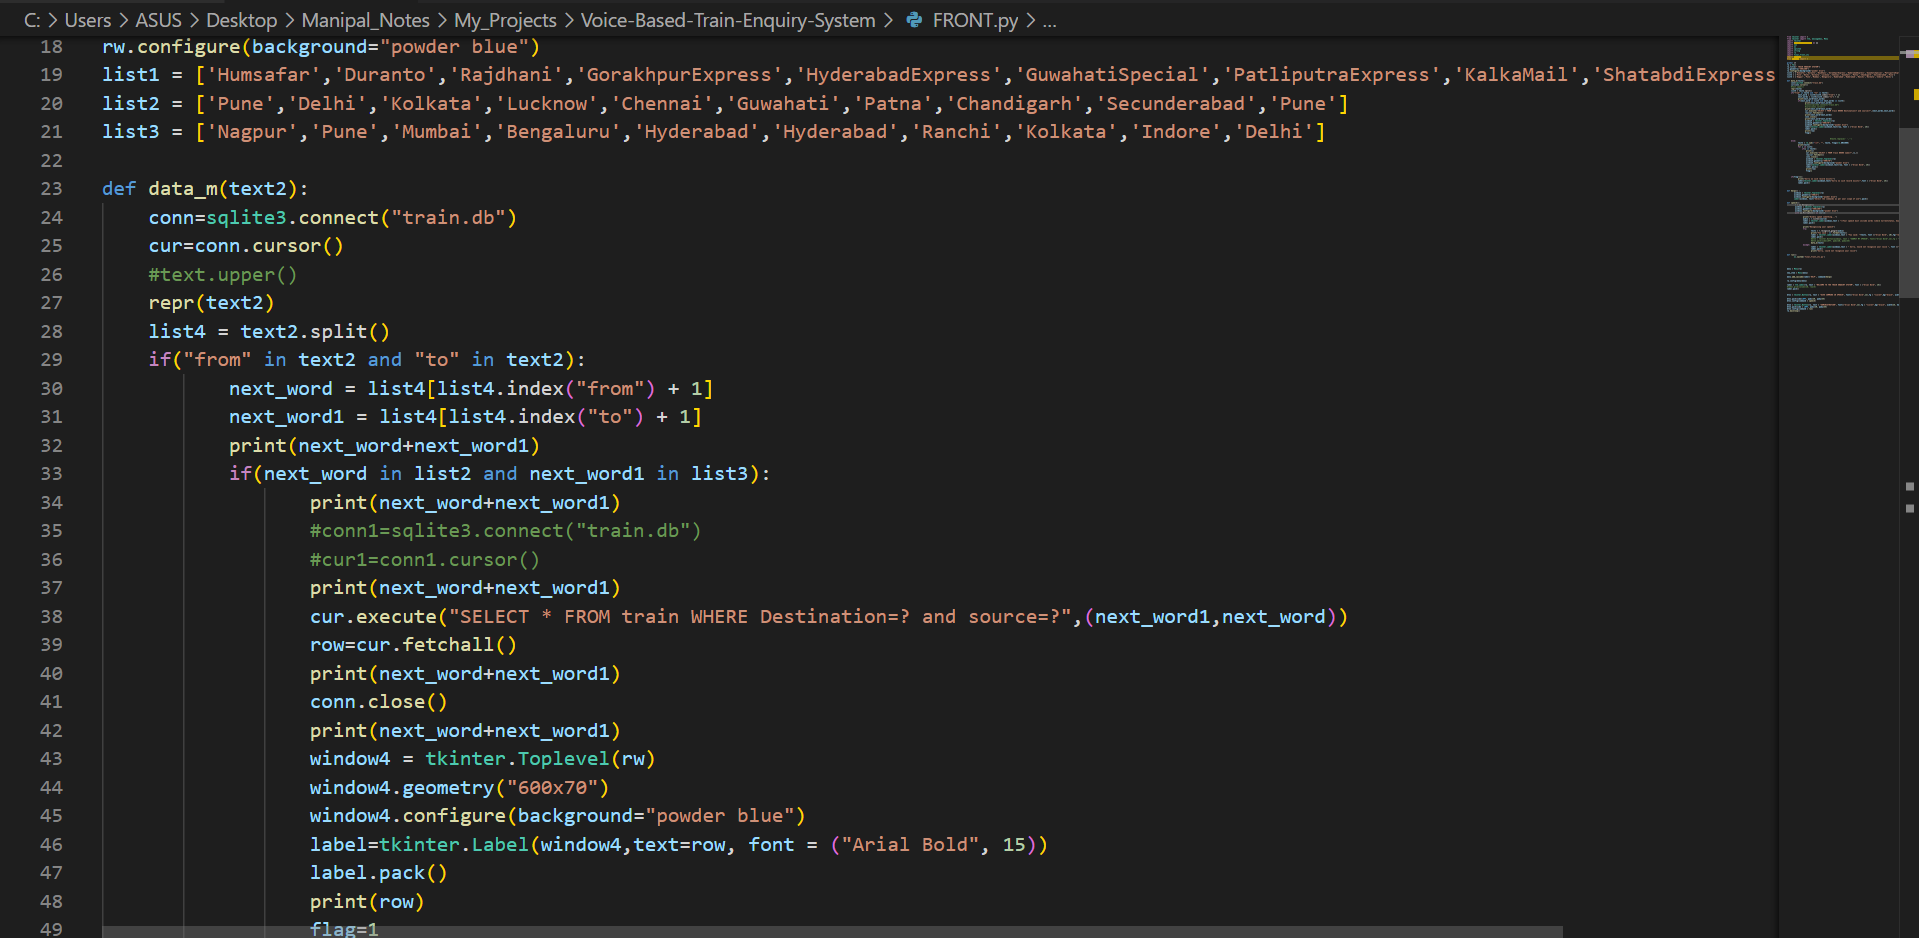 C: > Users > ASUS > Desktop > Manipal_Notes > My_Projects > Voice-Based-Train-Enquiry-System > FRONT.py > ...
18 rw.configure(background="powder blue")
19 list1 = ['Humsafar','Duranto','Rajdhani','GorakhpurExpress','HyderabadExpress','GuwahatiSpecial','PatliputraExpress','KalkaMail','ShatabdiExpress
20 list2 = ['Pune','Delhi','Kolkata','Lucknow','Chennai','Guwahati','Patna','Chandigarh','Secunderabad','Pune']
21 list3 = ['Nagpur','Pune','Mumbai','Bengaluru','Hyderabad','Hyderabad','Ranchi','Kolkata','Indore','Delhi']
22
23 def data_m(text2):
24     conn=sqlite3.connect("train.db")
25     cur=conn.cursor()
26     #text.upper()
27     repr(text2)
28     list4 = text2.split()
29     if("from" in text2 and "to" in text2):
30            next_word = list4[list4.index("from") + 1]
31            next_word1 = list4[list4.index("to") + 1]
32            print(next_word+next_word1)
33            if(next_word in list2 and next_word1 in list3):
34                   print(next_word+next_word1)
35                   #conn1=sqlite3.connect("train.db")
36                   #cur1=conn1.cursor()
37                   print(next_word+next_word1)
38                   cur.execute("SELECT * FROM train WHERE Destination=? and source=?",(next_word1,next_word))
39                   row=cur.fetchall()
40                   print(next_word+next_word1)
41                   conn.close()
42                   print(next_word+next_word1)
43                   window4 = tkinter.Toplevel(rw)
44                   window4.geometry("600x70")
45                   window4.configure(background="powder blue")
46                   label=tkinter.Label(window4,text=row, font = ("Arial Bold", 15))
47                   label.pack()
48                   print(row)
49                   flag=1